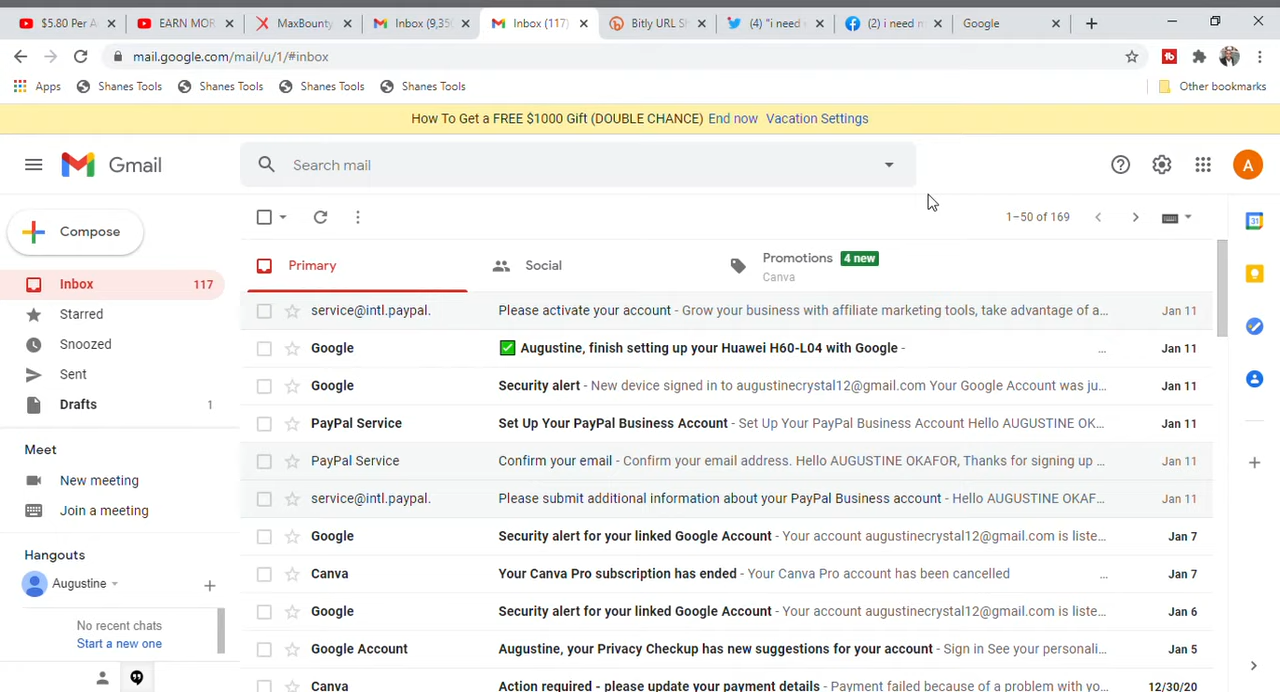 $5.80 Per A
EARN MOR
MaxBounty
Inbox (9,35
Inbox (117)
Bitly URL Sh
(4) "i need
(2) i need m
Google
mail.google.com/mail/u/1/#inbox
Apps
Shanes Tools
Shanes Tools
Shanes Tools
Shanes Tools
Other bookmarks
How To Get a FREE $1000 Gift (DOUBLE CHANCE) End now Vacation Settings
Gmail
Search mail
A
Compose
1–50 of 169
Primary
Social
Promotions 4 new
Canva
Inbox 117
Starred
Snoozed
Sent
Drafts 1
Meet
New meeting
Join a meeting
Hangouts
Augustine
No recent chats
Start a new one
service@intl.paypal. Please activate your account - Grow your business with affiliate marketing tools, take advantage of a... Jan 11
Google ✅ Augustine, finish setting up your Huawei H60-L04 with Google - ... Jan 11
Google Security alert - New device signed in to augustinecrystal12@gmail.com Your Google Account was ju... Jan 11
PayPal Service Set Up Your PayPal Business Account - Set Up Your PayPal Business Account Hello AUGUSTINE OK... Jan 11
PayPal Service Confirm your email - Confirm your email address. Hello AUGUSTINE OKAFOR, Thanks for signing up ... Jan 11
service@intl.paypal. Please submit additional information about your PayPal Business account - Hello AUGUSTINE OKAF... Jan 11
Google Security alert for your linked Google Account - Your account augustinecrystal12@gmail.com is liste... Jan 7
Canva Your Canva Pro subscription has ended - Your Canva Pro account has been cancelled ... Jan 7
Google Security alert for your linked Google Account - Your account augustinecrystal12@gmail.com is liste... Jan 6
Google Account Augustine, your Privacy Checkup has new suggestions for your account - Sign in See your personali... Jan 5
Canva Action required - please update your payment details - Payment failed because of a problem with yo... 12/30/20